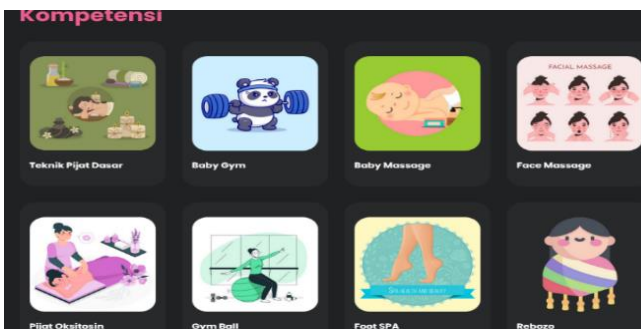 Kompetensi
FACIAL MASSAGE
Teknik Pijat Dasar
Baby Gym
Baby Massage
Face Massage
Pijat Oksitosin
Gym Ball
Foot SPA
Rebozo